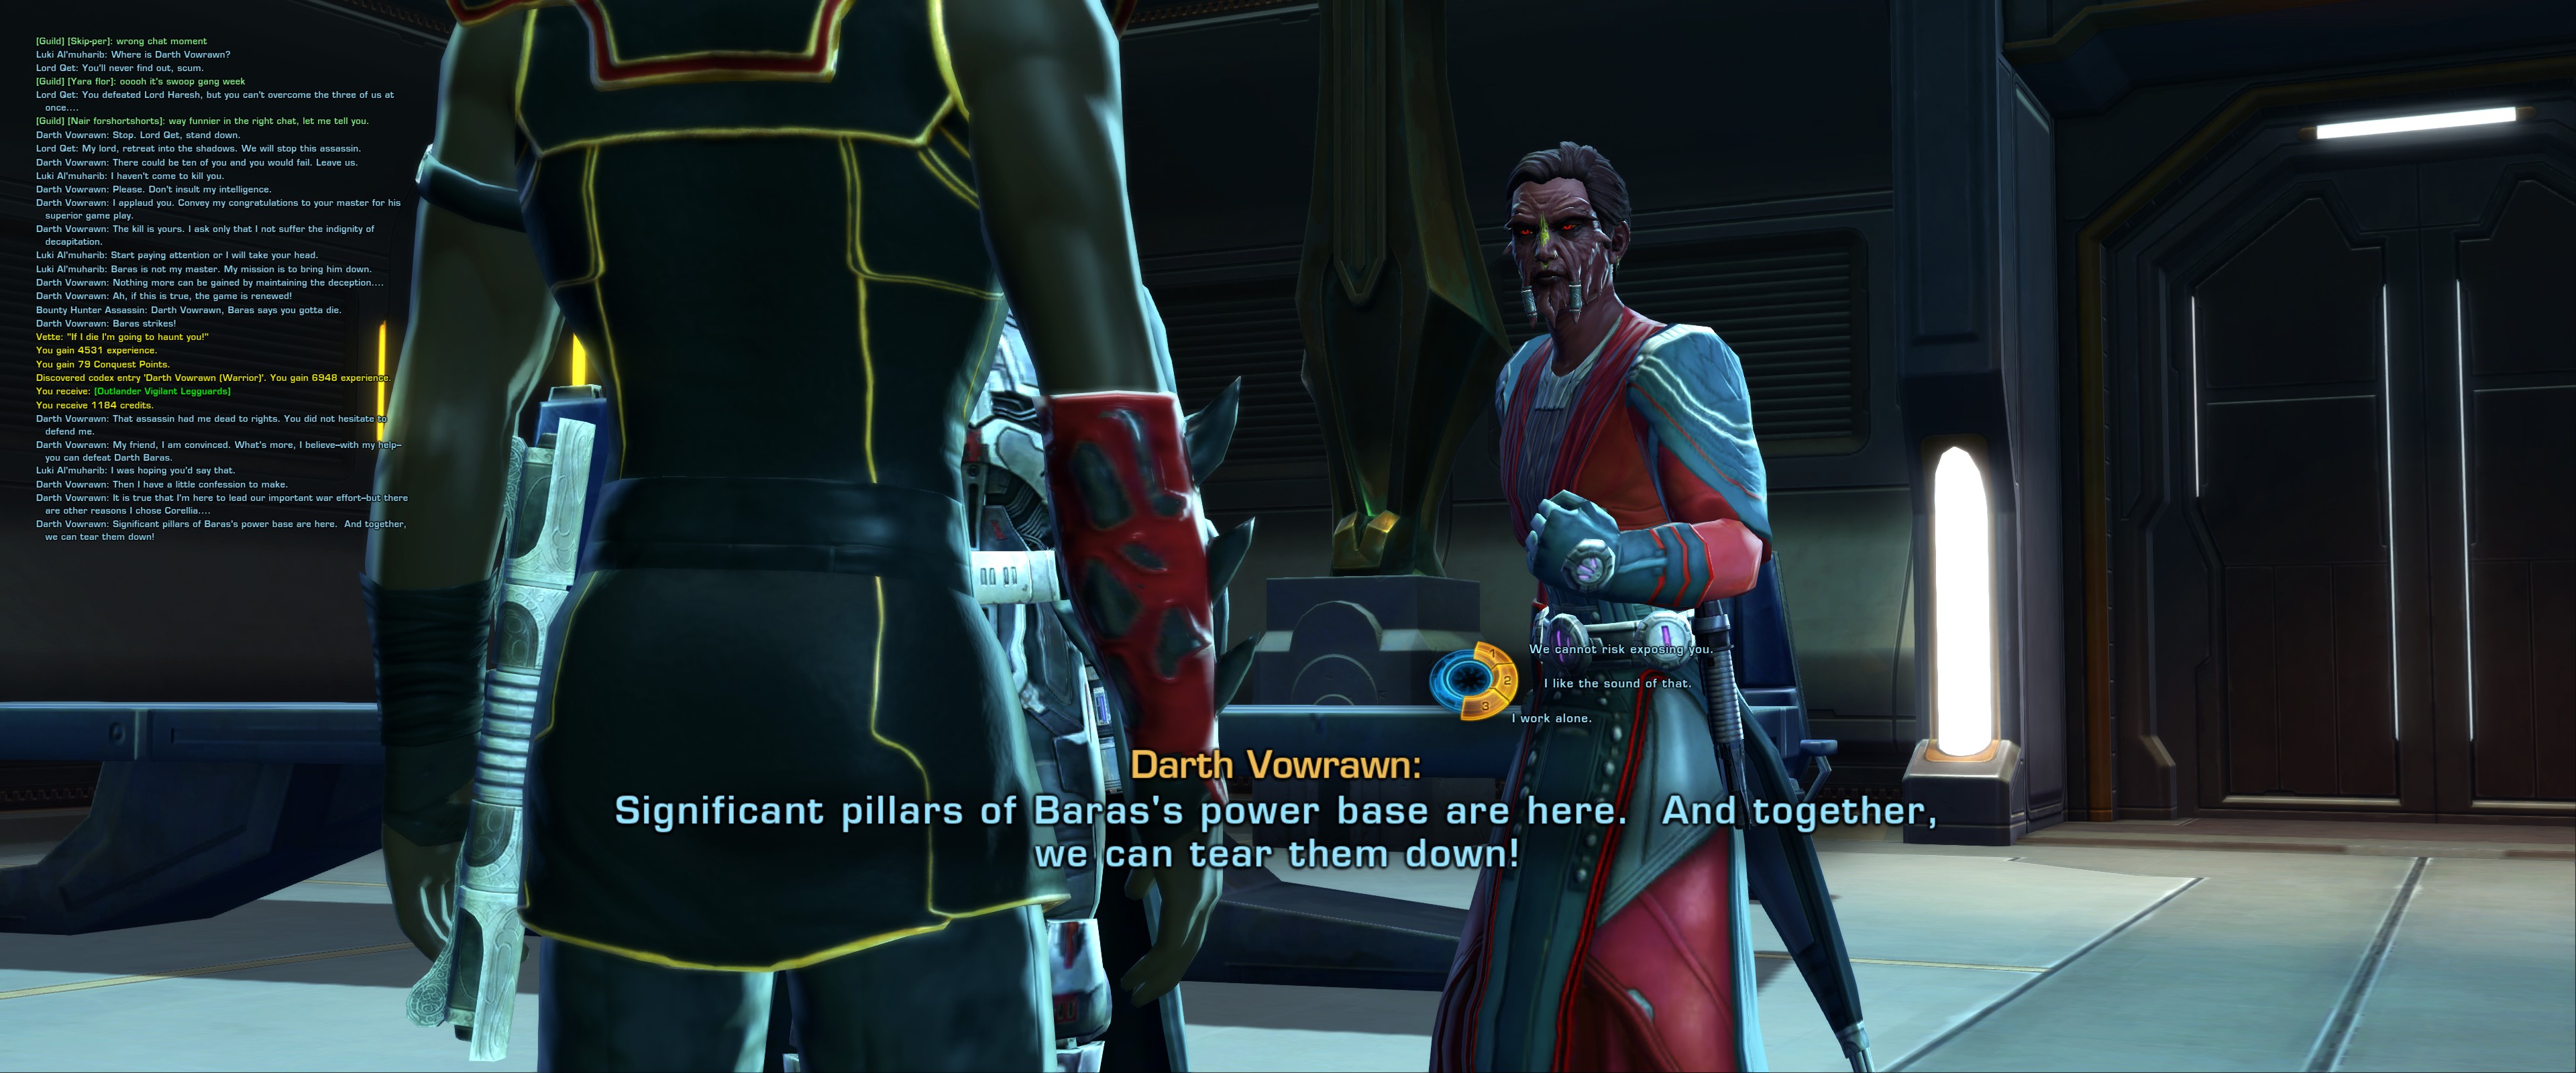 [Guild] [Skip-per]: wrong chat moment
Luki Al'muharib: Where is Darth Vowrawn?
Lord Qet: You'll never find out, scum.
[Guild] [Yara flor]: ooooh it's swoop gang week
Lord Qet: You defeated Lord Haresh, but you can't overcome the three of us at
once....
[Guild] [Nair forshortshorts]: way funnier in the right chat, let me tell you.
Darth Vowrawn: Stop. Lord Qet, stand down.
Lord Qet: My lord, retreat into the shadows. We will stop this assassin.
Darth Vowrawn: There could be ten of you and you would fail. Leave us.
Luki Al'muharib: I haven't come to kill you.
Darth Vowrawn: Please. Don't insult my intelligence.
Darth Vowrawn: I applaud you. Convey my congratulations to your master for his
superior game play.
Darth Vowrawn: The kill is yours. I ask only that I not suffer the indignity of
decapitation.
Luki Al'muharib: Start paying attention or I will take your head.
Luki Al'muharib: Baras is not my master. My mission is to bring him down.
Darth Vowrawn: Nothing more can be gained by maintaining the deception....
Darth Vowrawn: Ah, if this is true, the game is renewed!
Bounty Hunter Assassin: Darth Vowrawn, Baras says you gotta die.
Darth Vowrawn: Baras strikes!
Vette: "If I die I'm going to haunt you!"
You gain 4531 experience.
You gain 79 Conquest Points.
Discovered codex entry 'Darth Vowrawn (Warrior)'. You gain 6948 experience.
You receive: [Outlander Vigilant Legguards]
You receive 1184 credits.
Darth Vowrawn: That assassin had me dead to rights. You did not hesitate to
defend me.
Darth Vowrawn: My friend, I am convinced. What's more, I believe—with my help—
you can defeat Darth Baras.
Luki Al'muharib: I was hoping you'd say that.
Darth Vowrawn: Then I have a little confession to make.
Darth Vowrawn: It is true that I'm here to lead our important war effort—but there
are other reasons I chose Corellia....
Darth Vowrawn: Significant pillars of Baras's power base are here.  And together,
we can tear them down!
1 We cannot risk exposing you.
2 I like the sound of that.
3 I work alone.
Darth Vowrawn:
Significant pillars of Baras's power base are here.  And together,
we can tear them down!